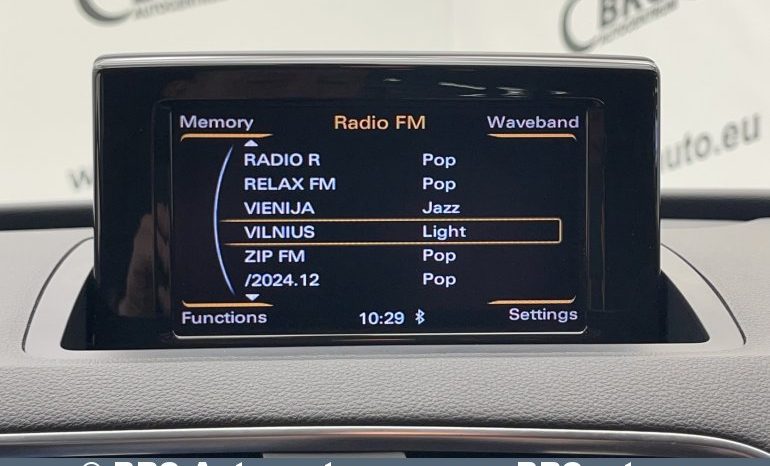 Memory Radio FM Waveband
RADIO R Pop
RELAX FM Pop
VIENIJA Jazz
VILNIUS Light
ZIP FM Pop
/2024.12 Pop
Functions 10:29 Settings